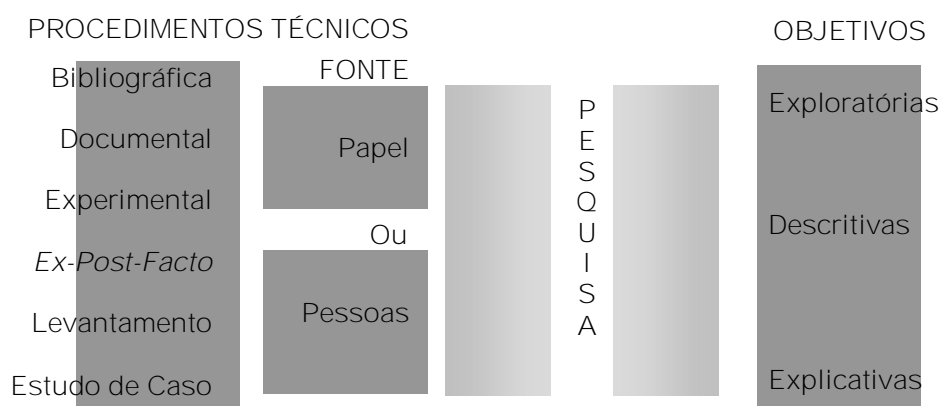 PROCEDIMENTOS TÉCNICOS
Bibliográfica
Documental
Experimental
Ex-Post-Facto
Levantamento
Estudo de Caso
FONTE
Papel
Ou
Pessoas
P
E
S
Q
U
I
S
A
OBJETIVOS
Exploratórias
Descritivas
Explicativas